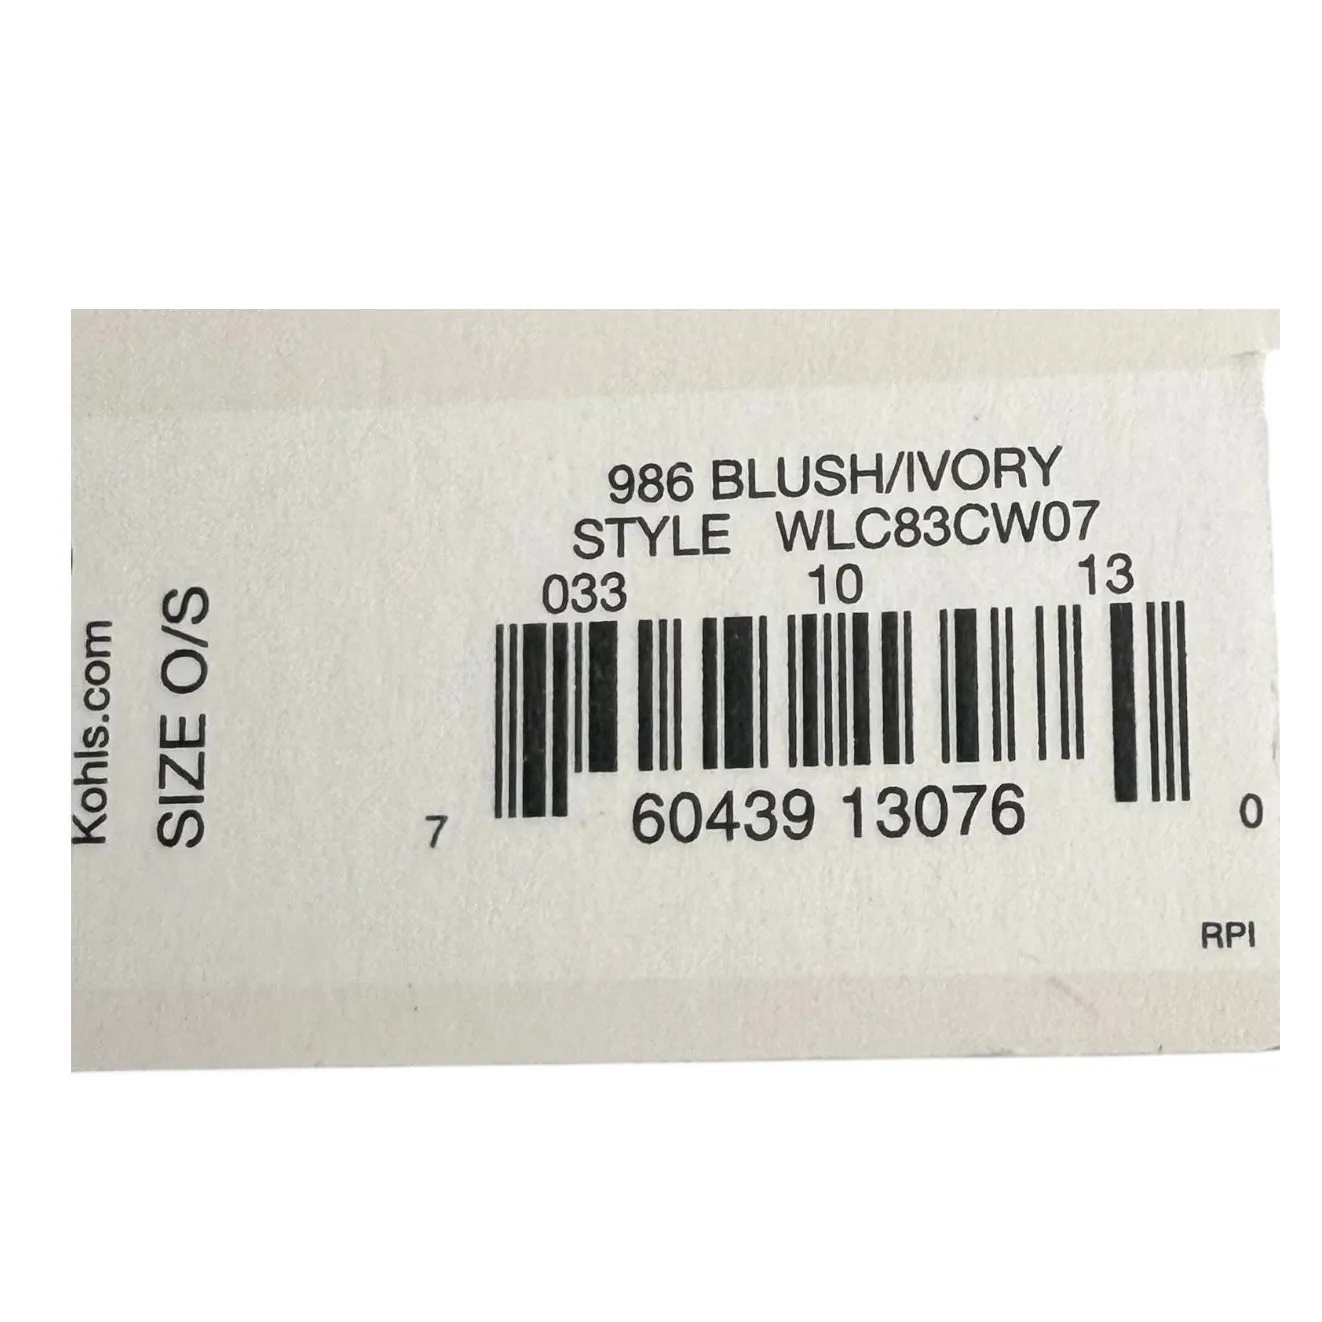 Kohls.com
SIZE O/S
986 BLUSH/IVORY
STYLE WLC83CW07
033 10 13
7 60439 13076 0
RPI